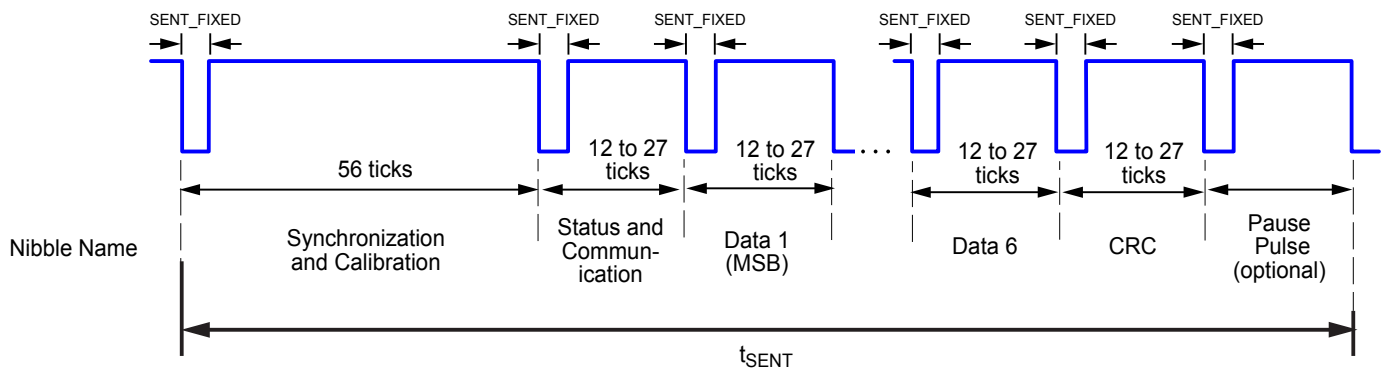 SENT_FIXED SENT_FIXED SENT_FIXED SENT_FIXED SENT_FIXED SENT_FIXED
56 ticks
12 to 27
ticks
12 to 27
ticks
. . .
12 to 27
ticks
12 to 27
ticks
Nibble Name
Synchronization
and Calibration
Status and
Commun-
ication
Data 1
(MSB)
Data 6
CRC
Pause
Pulse
(optional)
tSENT